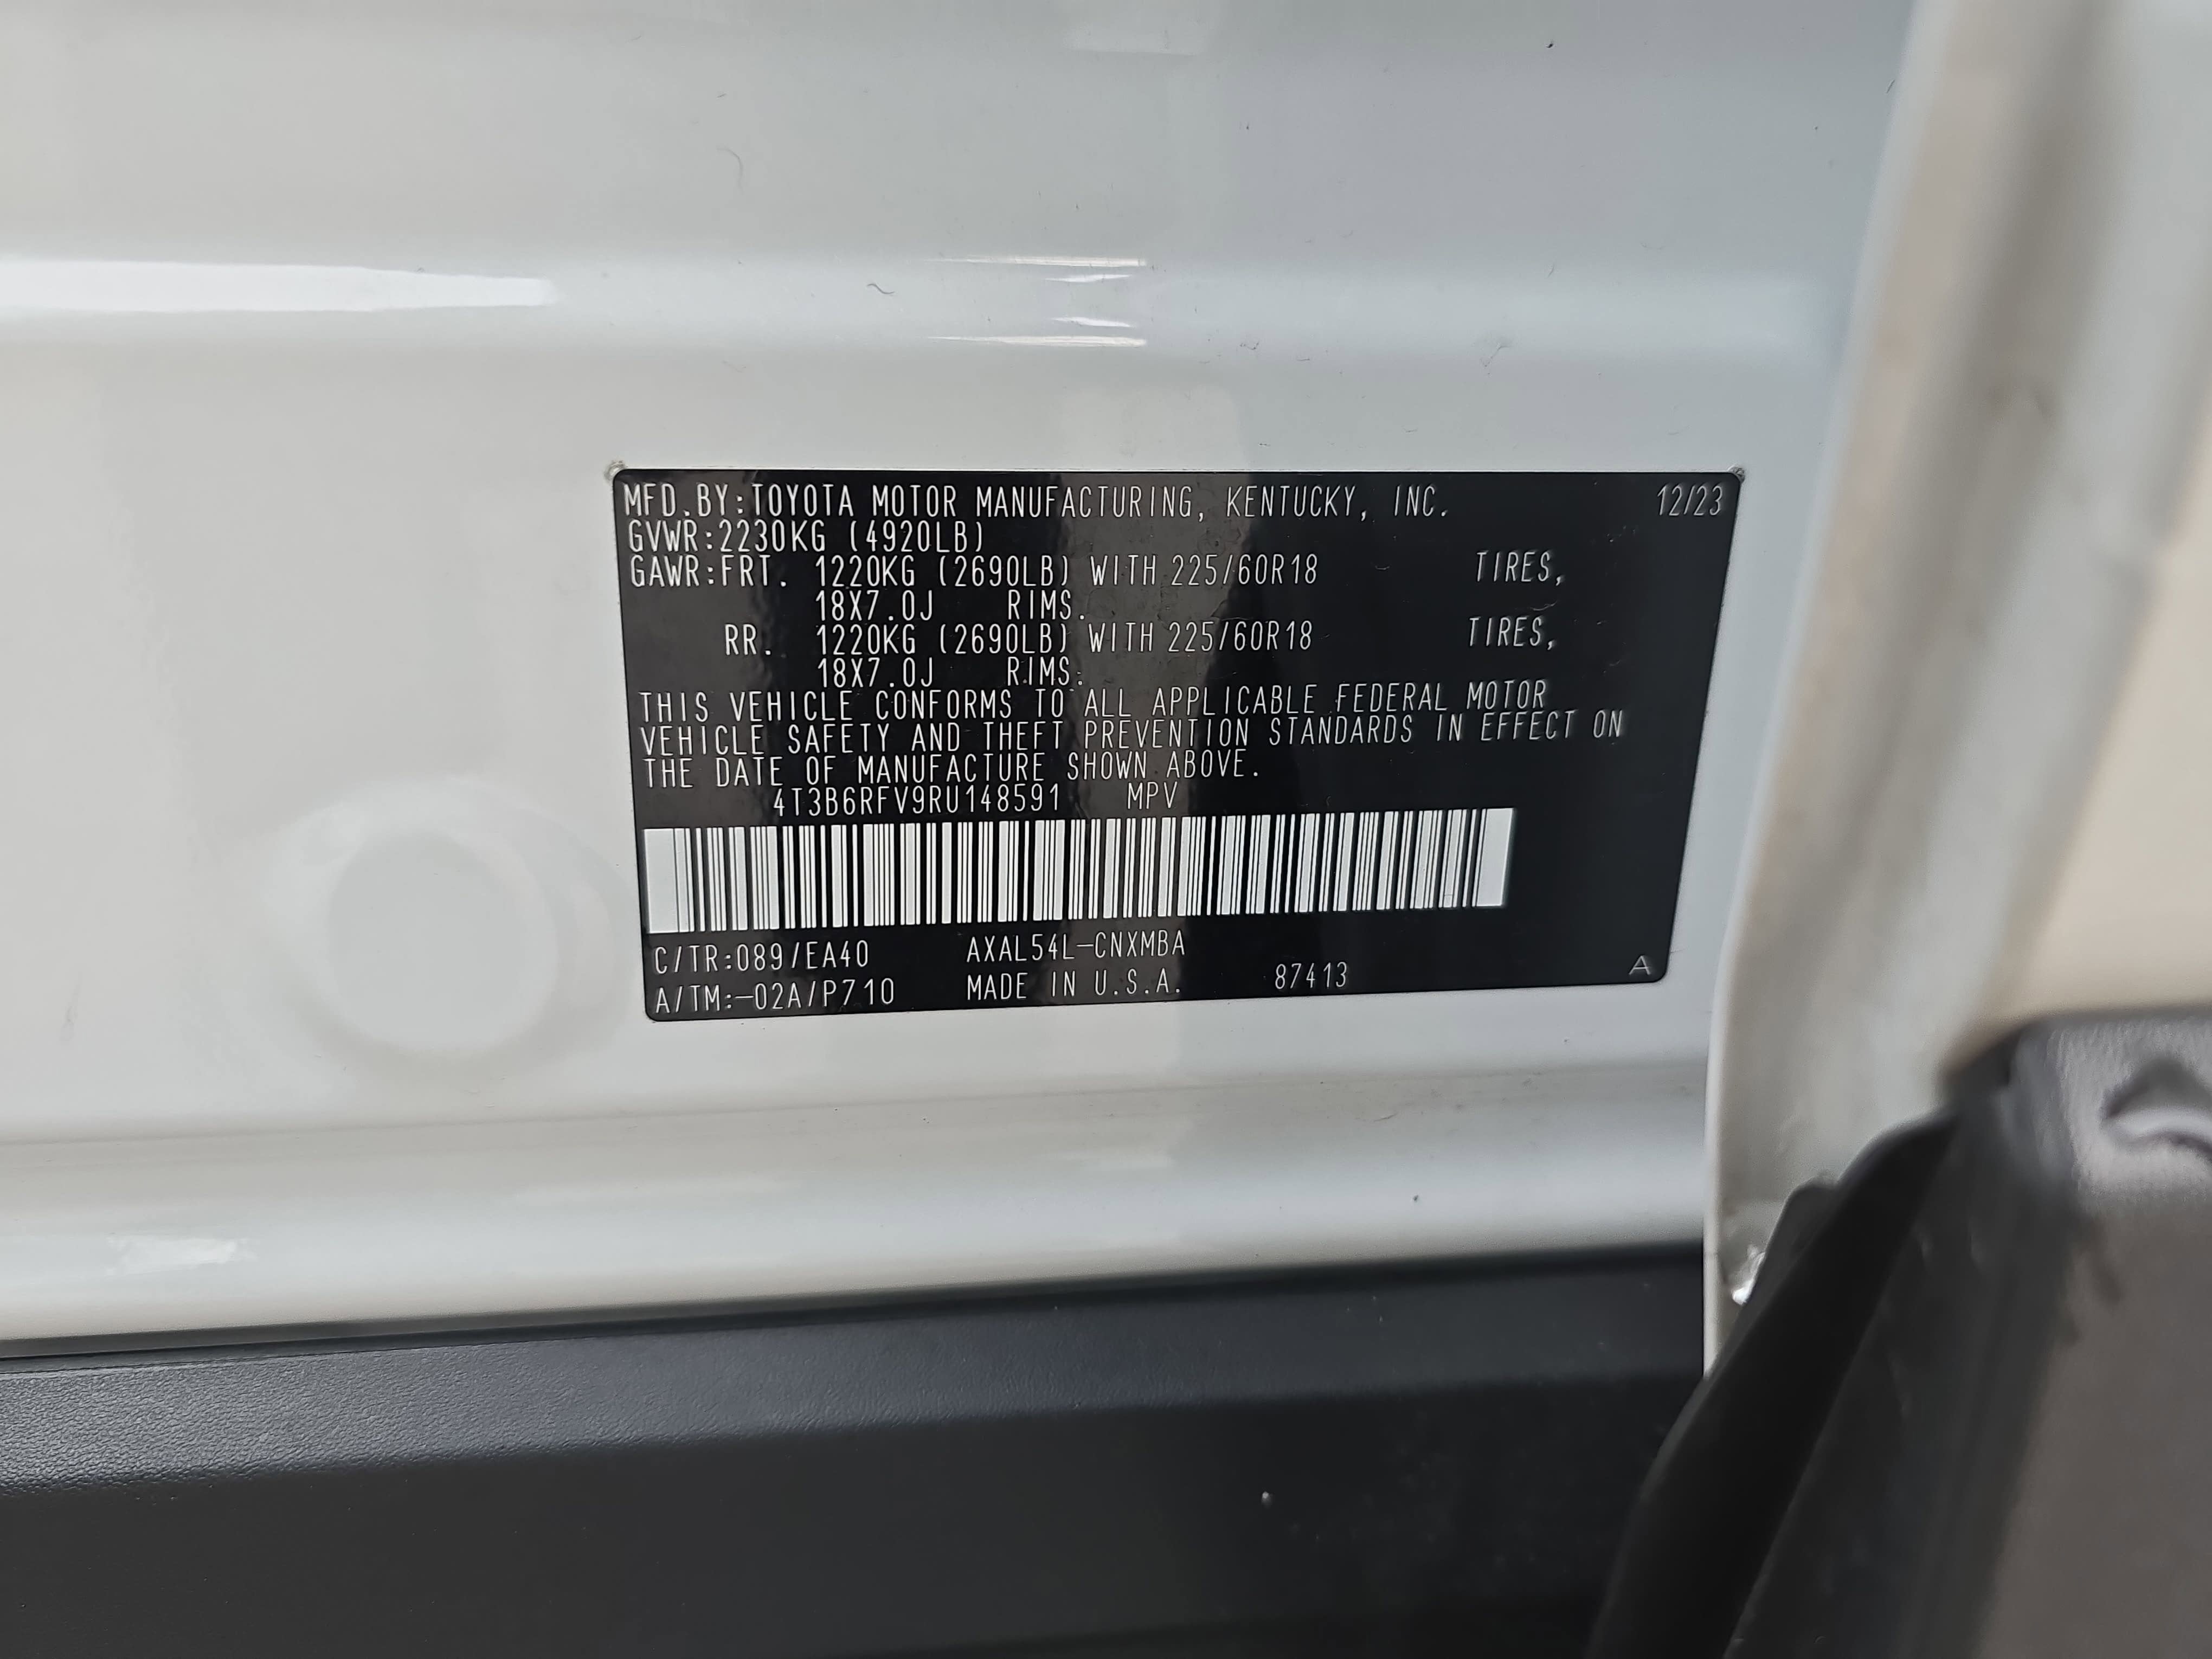 MFD.BY:TOYOTA MOTOR MANUFACTURING, KENTUCKY, INC. 12/23
GVWR:2230KG (4920LB)
GAWR:FRT. 1220KG (2690LB) WITH 225/60R18 TIRES,
18X7.0J RIMS.
RR. 1220KG (2690LB) WITH 225/60R18 TIRES,
18X7.0J RIMS.
THIS VEHICLE CONFORMS TO ALL APPLICABLE FEDERAL MOTOR
VEHICLE SAFETY AND THEFT PREVENTION STANDARDS IN EFFECT ON
THE DATE OF MANUFACTURE SHOWN ABOVE.
4T3B6RFV9RU148591 MPV
C/TR:089/EA40 AXAL54L-CNXMBA
A/TM:-02A/P710 MADE IN U.S.A. 87413 A